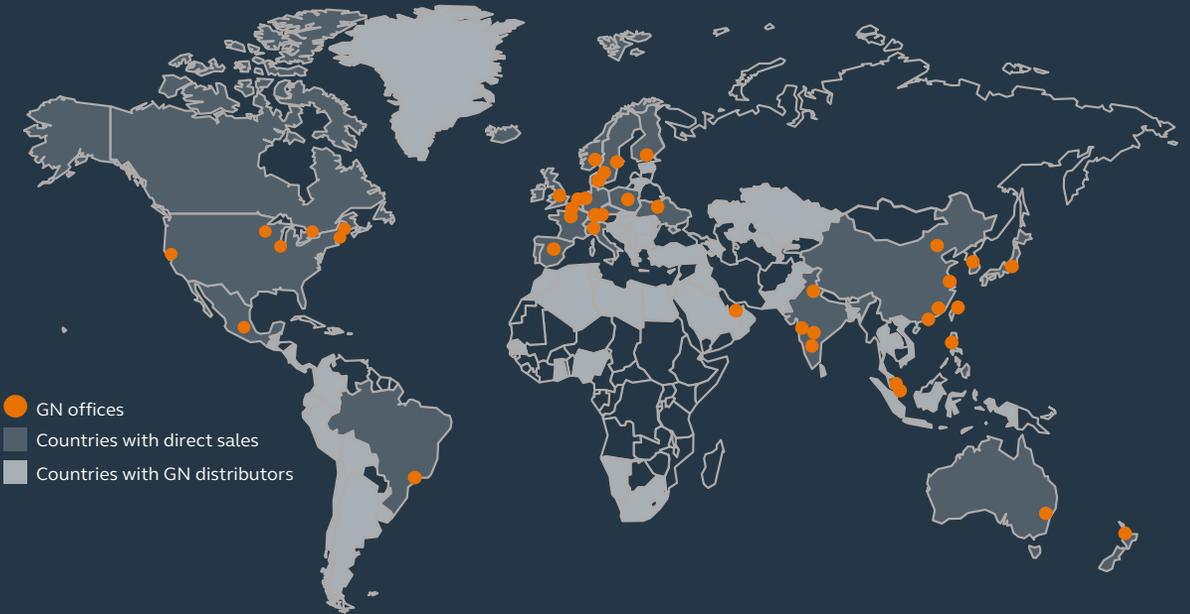 GN offices
Countries with direct sales
Countries with GN distributors